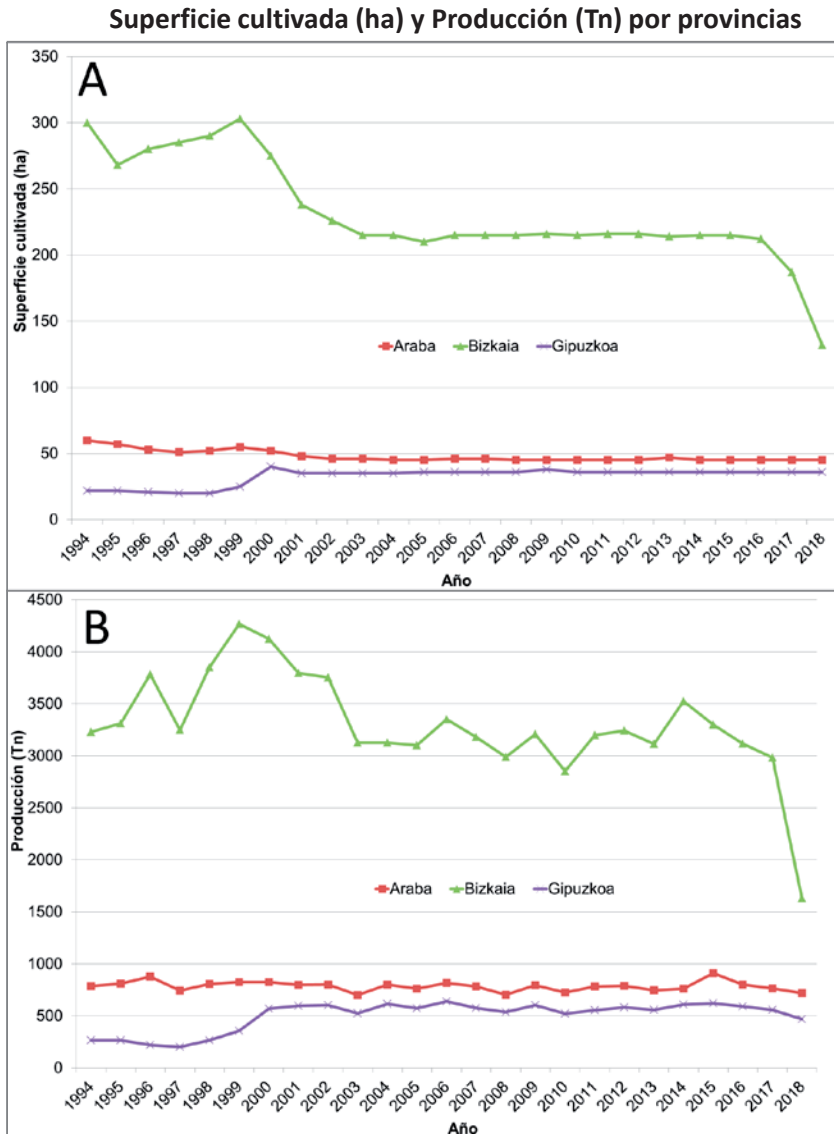 Superficie cultivada (ha) y Producción (Tn) por provincias
A
350
300
250
200
150
100
50
0
Superficie cultivada (ha)
Araba Bizkaia Gipuzkoa
1994 1995 1996 1997 1998 1999 2000 2001 2002 2003 2004 2005 2006 2007 2008 2009 2010 2011 2012 2013 2014 2015 2016 2017 2018
Año
B
4500
4000
3500
3000
2500
2000
1500
1000
500
0
Producción (Tn)
Araba Bizkaia Gipuzkoa
1994 1995 1996 1997 1998 1999 2000 2001 2002 2003 2004 2005 2006 2007 2008 2009 2010 2011 2012 2013 2014 2015 2016 2017 2018
Año